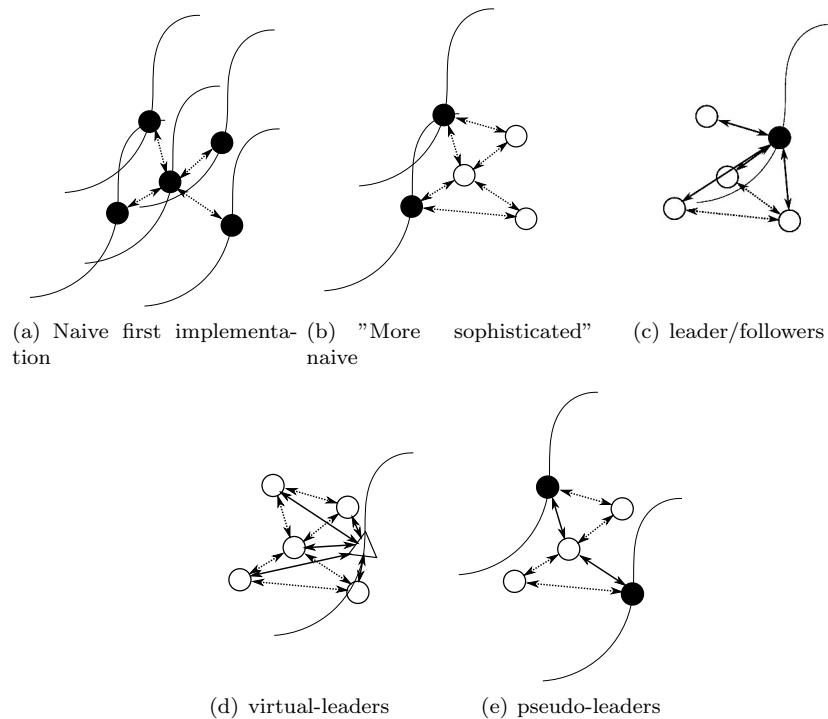 (a) Naive first implementa-
tion
(b) ”More sophisticated”
naive
(c) leader/followers
(d) virtual-leaders
(e) pseudo-leaders